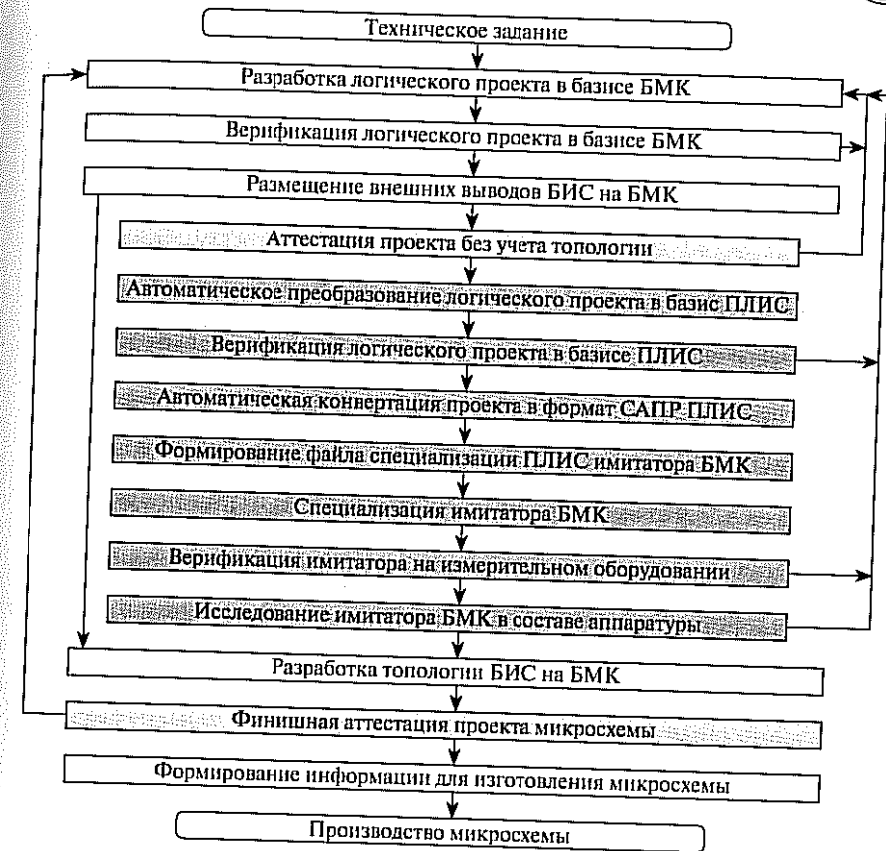 Техническое задание
Разработка логического проекта в базисе БМК
Верификация логического проекта в базисе БМК
Размещение внешних выводов БИС на БМК
Аттестация проекта без учета топологии
Автоматическое преобразование логического проекта в базис ПЛИС
Верификация логического проекта в базисе ПЛИС
Автоматическая конвертация проекта в формат САПР ПЛИС
Формирование файла специализации ПЛИС имитатора БМК
Специализация имитатора БМК
Верификация имитатора на измерительном оборудовании
Исследование имитатора БМК в составе аппаратуры
Разработка топологии БИС на БМК
Финишная аттестация проекта микросхемы
Формирование информации для изготовления микросхемы
Производство микросхемы